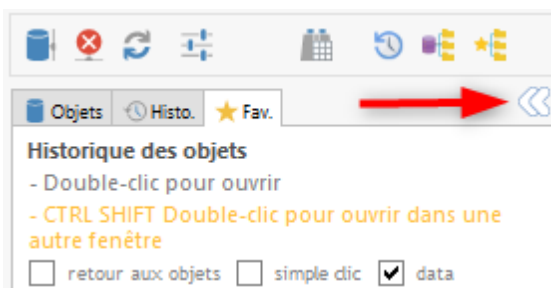 Objets Histo. Fav.
Historique des objets
- Double-clic pour ouvrir
- CTRL SHIFT Double-clic pour ouvrir dans une
autre fenêtre
retour aux objets simple clic data